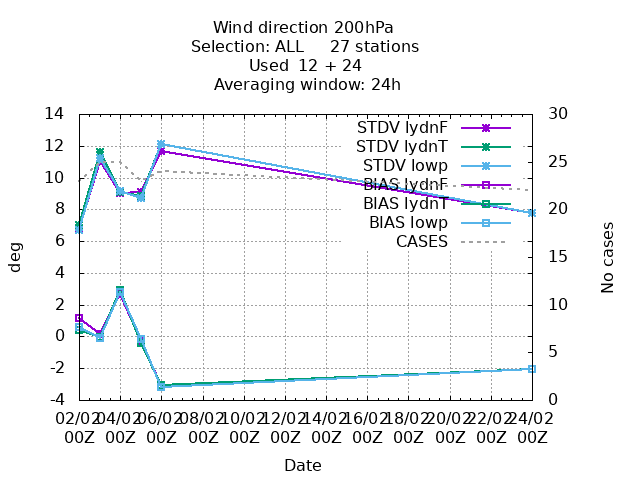 Wind direction 200hPa
Selection: ALL 27 stations
Used 12 + 24
Averaging window: 24h
14
12
10
8
6
4
2
0
-2
-4
deg
30
25
20
15
10
5
0
No cases
STDV lydnF
STDV lydnT
STDV lowp
BIAS lydnF
BIAS lydnT
BIAS lowp
CASES
02/02 04/02 06/02 08/02 10/02 12/02 14/02 16/02 18/02 20/02 22/02 24/02
00Z 00Z 00Z 00Z 00Z 00Z 00Z 00Z 00Z 00Z 00Z 00Z
Date